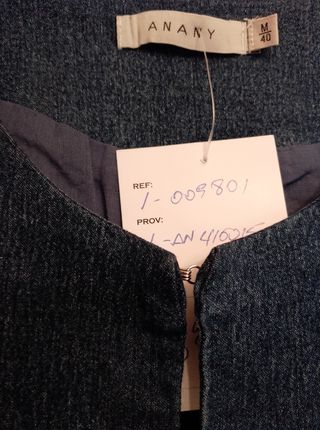 ANANY
M
40
REF:
1-009801
PROV: